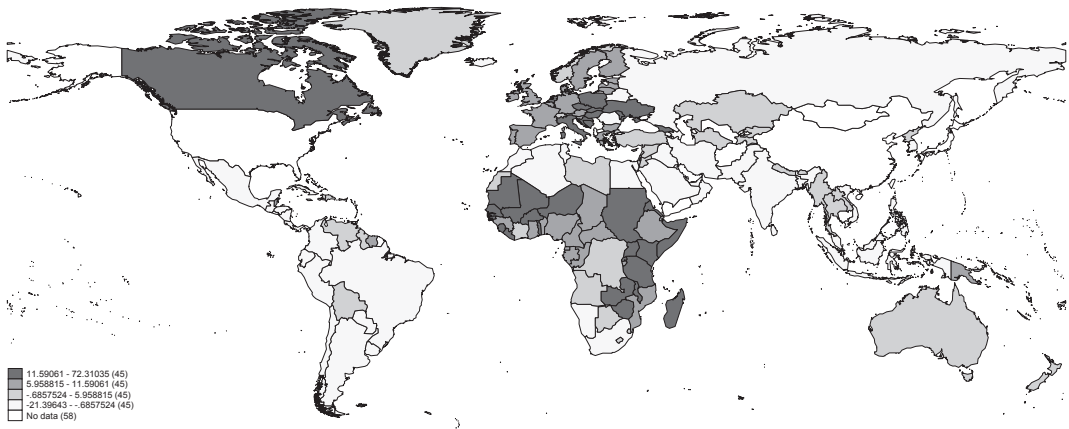 11.59061 - 72.31035 (45)
5.958815 - 11.59061 (45)
-.6857524 - 5.958815 (45)
-21.39643 - -.6857524 (45)
No data (58)